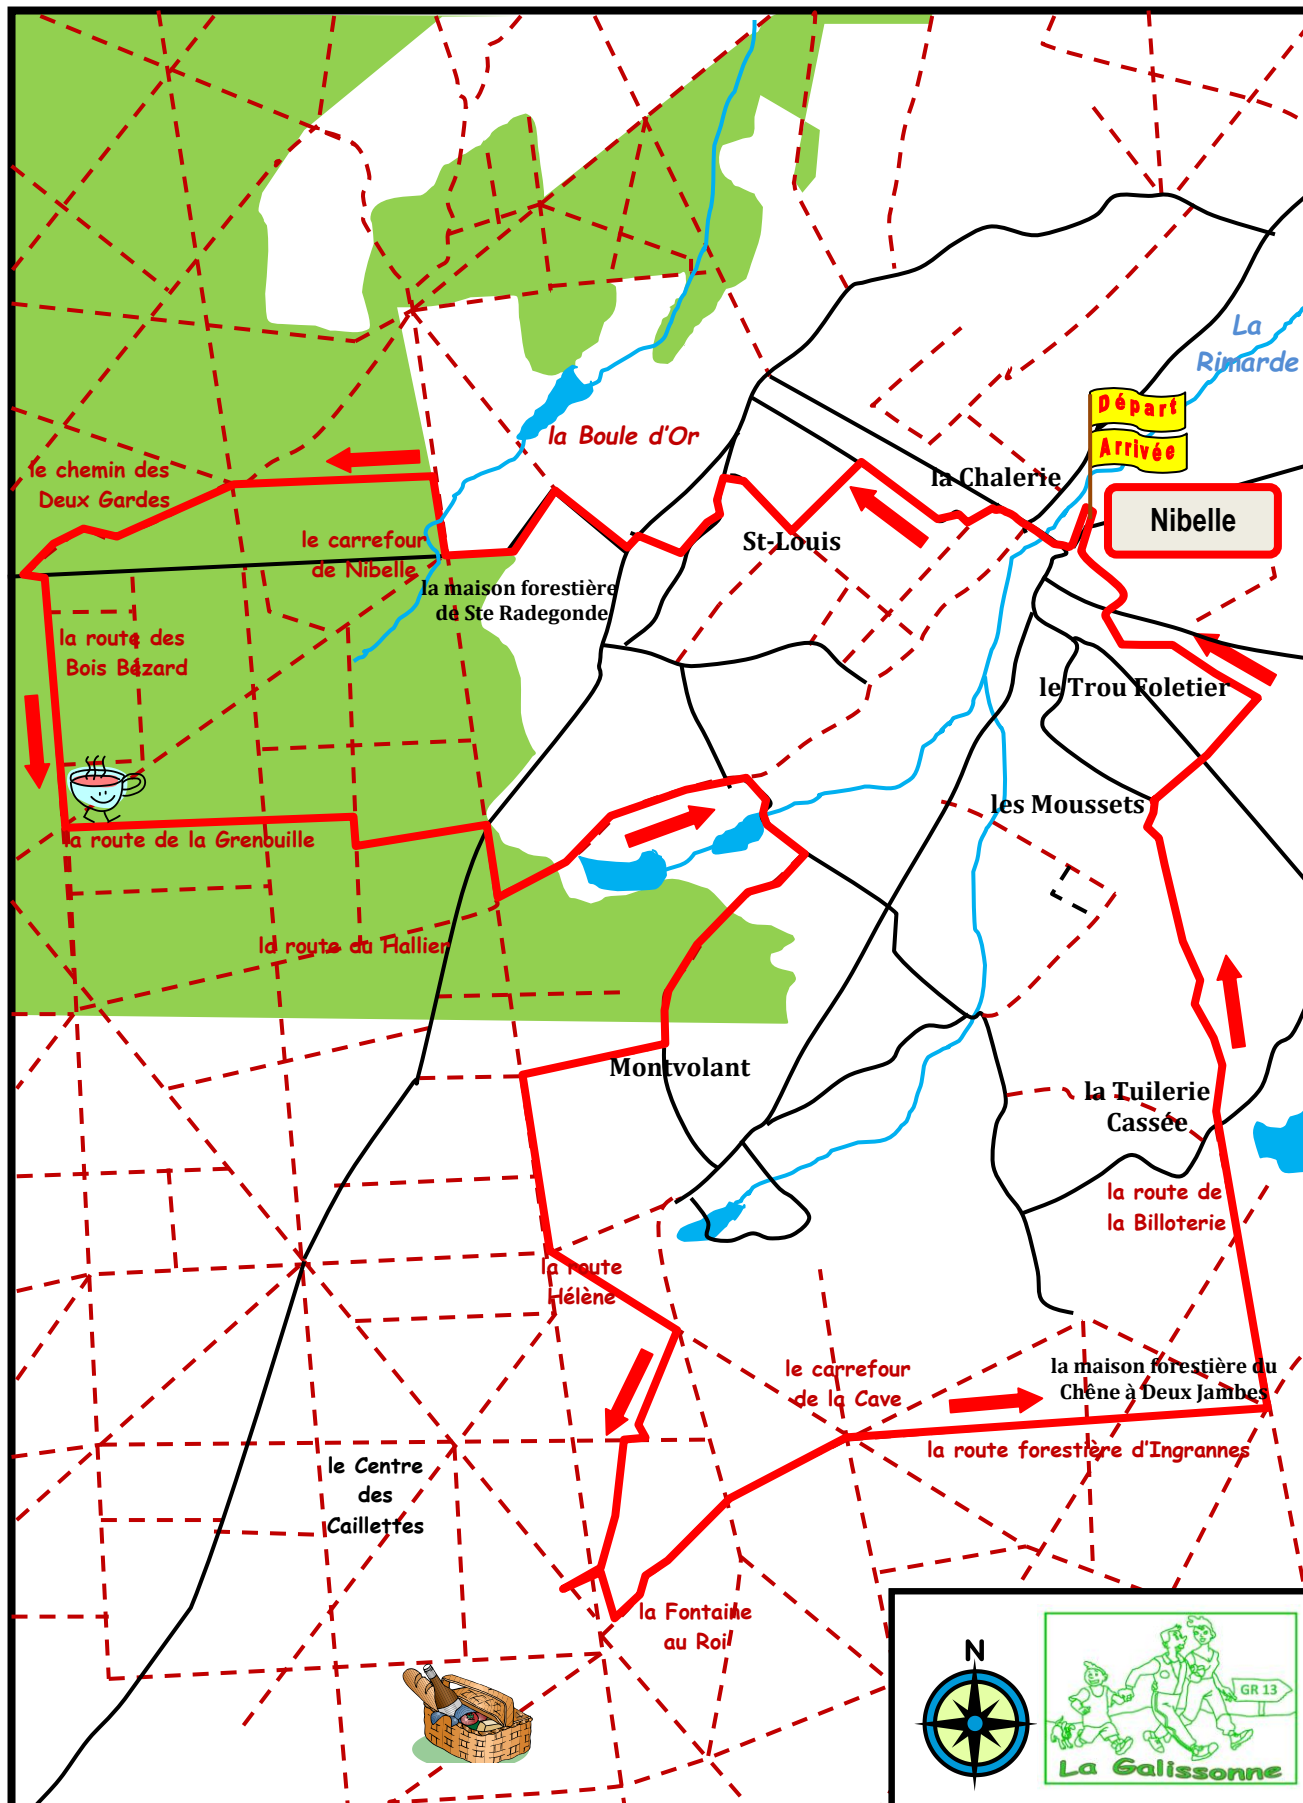 La
Rimarde
Départ
Arrivée
la Boule d'Or
la Chalerie
le chemin des
Deux Gardes
Nibelle
St-Louis
le carrefour
de Nibelle
la maison forestière
de Ste Radegonde
la route des
Bois Bézard
le Trou Foletier
les Moussets
la route de la Grenouille
la route du Hallier
Montvolant
la Tuilerie
Cassée
la route de
la Billoterie
la route
Hélène
le carrefour
de la Cave
la maison forestière du
Chêne à Deux Jambes
la route forestière d'Ingrannes
le Centre
des
Caillettes
la Fontaine
au Roi
N
GR 13
La Galissonne